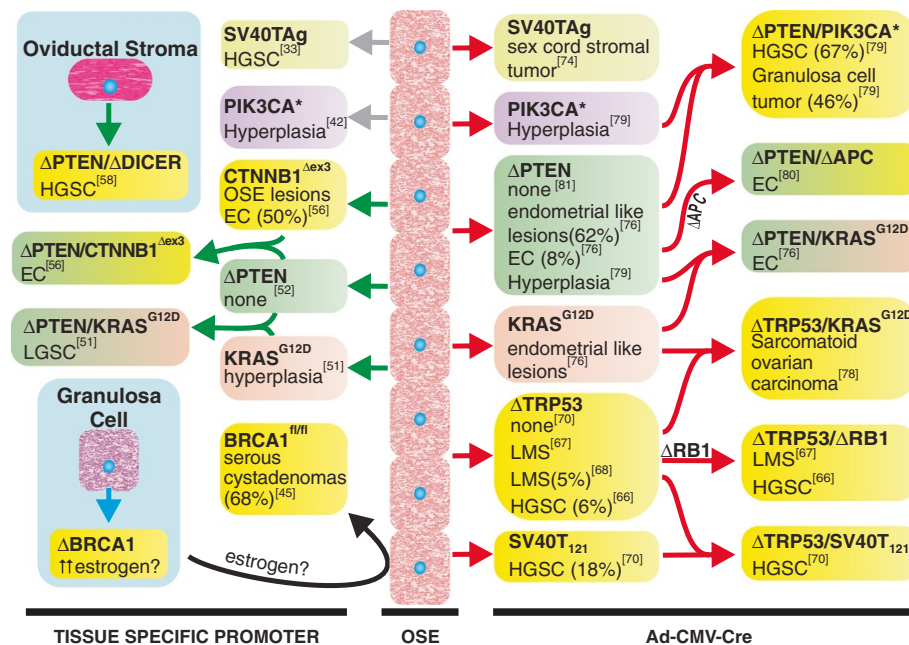 Oviductal Stroma
ΔPTEN/ΔDICER
HGSC[58]
SV40TAg
HGSC[33]
PIK3CA*
Hyperplasia[42]
CTNNB1Δex3
OSE lesions
EC (50%)[56]
ΔPTEN/CTNNB1Δex3
EC[56]
ΔPTEN
none[52]
ΔPTEN/KRASG12D
LGSC[51]
KRASG12D
hyperplasia[51]
Granulosa
Cell
ΔBRCA1
⇈estrogen?
BRCA1fl/fl
serous
cystadenomas
(68%)[45]
estrogen?
SV40TAg
sex cord stromal
tumor[74]
PIK3CA*
Hyperplasia[79]
ΔPTEN
none[81]
endometrial like
lesions(62%)[76]
EC (8%)[76]
Hyperplasia[79]
KRASG12D
endometrial like
lesions[76]
ΔTRP53
none[70]
LMS[67]
LMS(5%)[68]
HGSC (6%)[66]
SV40T121
HGSC (18%)[70]
ΔAPC
ΔRB1
ΔPTEN/PIK3CA*
HGSC (67%)[79]
Granulosa cell
tumor (46%)[79]
ΔPTEN/ΔAPC
EC[80]
ΔPTEN/KRASG12D
EC[76]
ΔTRP53/KRASG12D
Sarcomatoid
ovarian
carcinoma[78]
ΔTRP53/ΔRB1
LMS[67]
HGSC[66]
ΔTRP53/SV40T121
HGSC[70]
TISSUE SPECIFIC PROMOTER
OSE
Ad-CMV-Cre